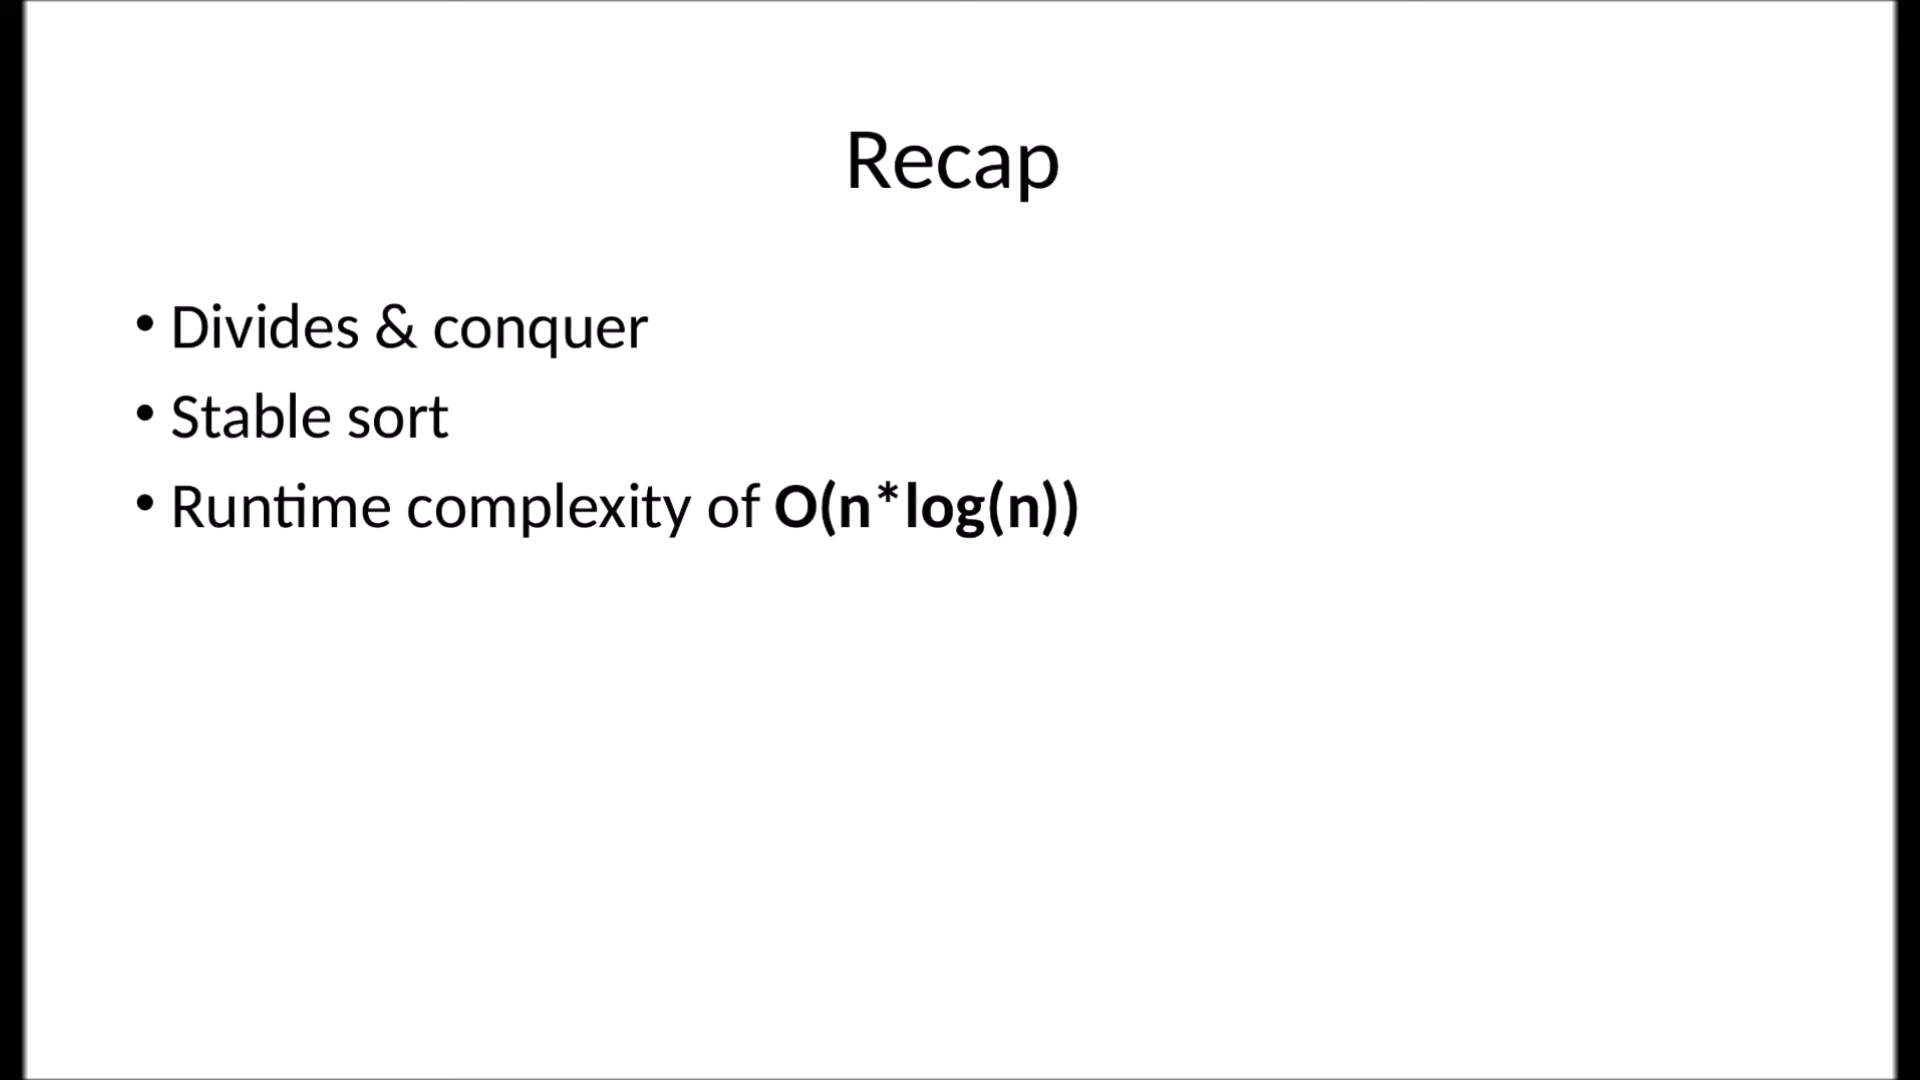 Recap
• Divides & conquer
• Stable sort
• Runtime complexity of O(n*log(n))